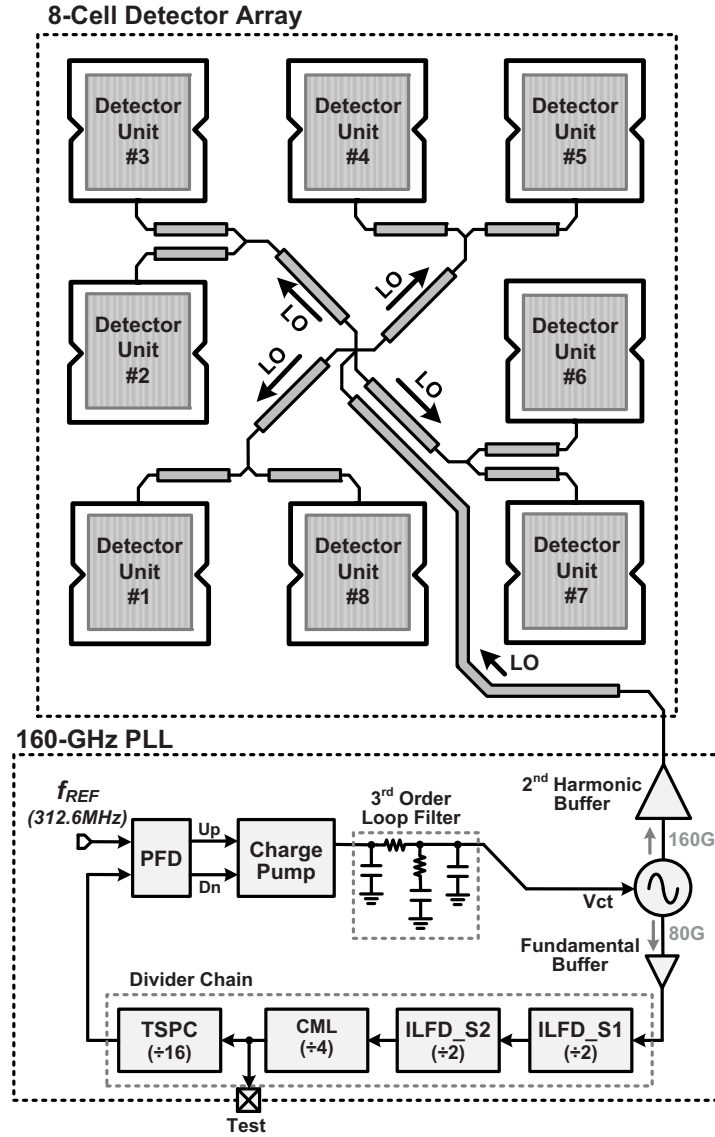 8-Cell Detector Array
Detector
Unit
#3
Detector
Unit
#4
Detector
Unit
#5
Detector
Unit
#2
Detector
Unit
#6
LO
LO
LO
LO
Detector
Unit
#1
Detector
Unit
#8
Detector
Unit
#7
LO
160-GHz PLL
fREF
(312.6MHz)
PFD
Up
Dn
Charge
Pump
3rd Order
Loop Filter
Vct
2nd Harmonic
Buffer
160G
80G
Fundamental
Buffer
Divider Chain
TSPC
(÷16)
CML
(÷4)
ILFD_S2
(÷2)
ILFD_S1
(÷2)
Test